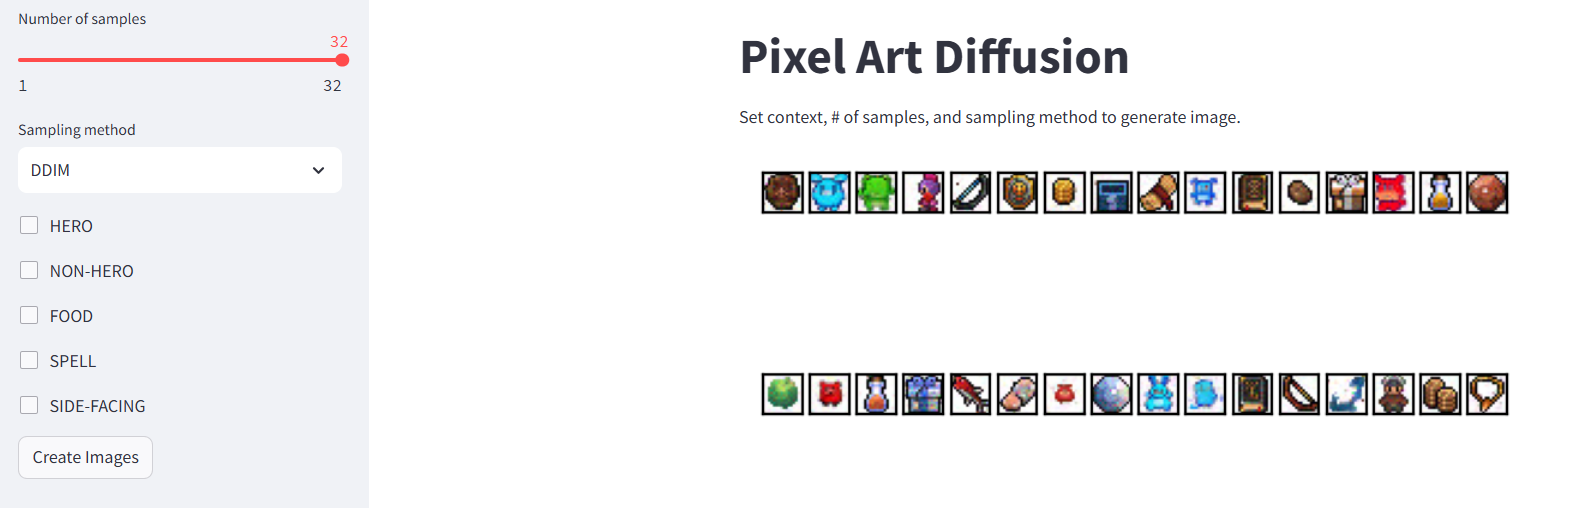 Number of samples
32
1
32
Sampling method
DDIM
HERO
NON-HERO
FOOD
SPELL
SIDE-FACING
Create Images
Pixel Art Diffusion
Set context, # of samples, and sampling method to generate image.